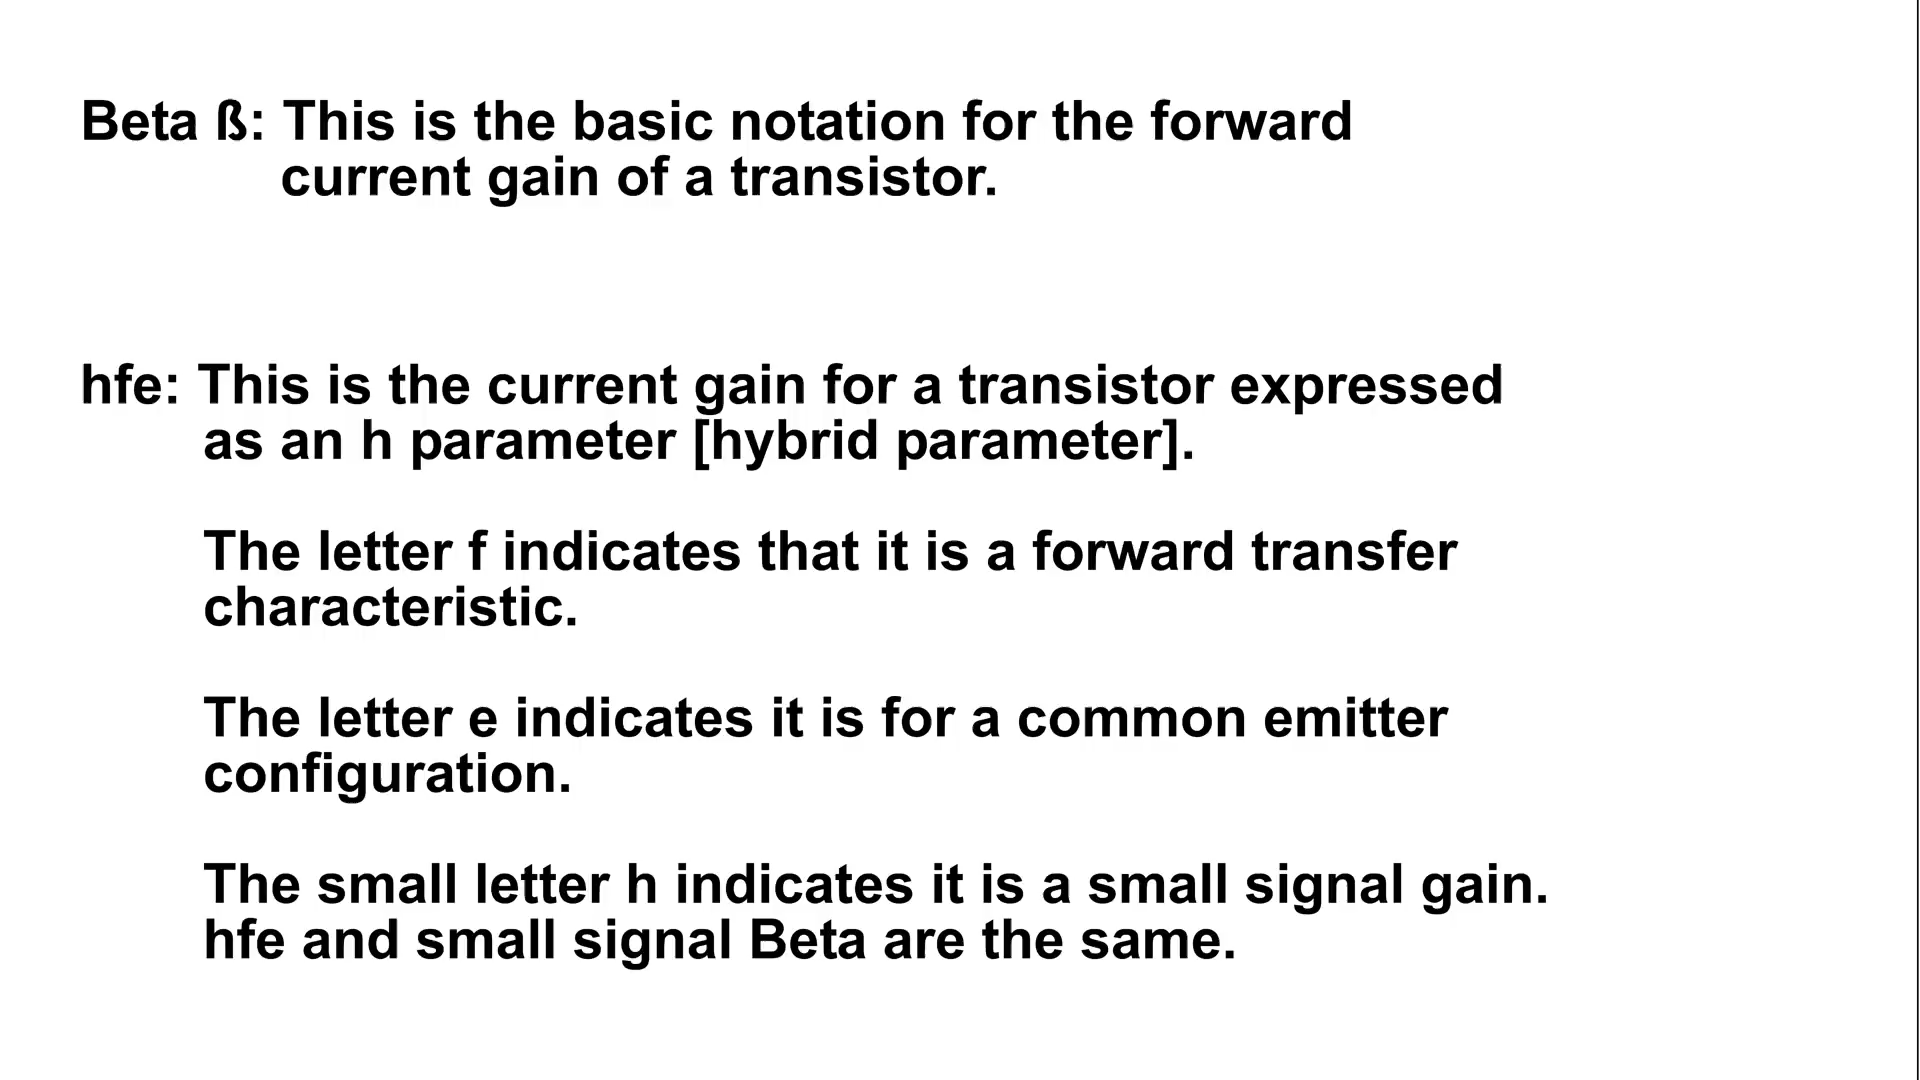 Beta ß: This is the basic notation for the forward
current gain of a transistor.
hfe: This is the current gain for a transistor expressed
as an h parameter [hybrid parameter].
The letter f indicates that it is a forward transfer
characteristic.
The letter e indicates it is for a common emitter
configuration.
The small letter h indicates it is a small signal gain.
hfe and small signal Beta are the same.